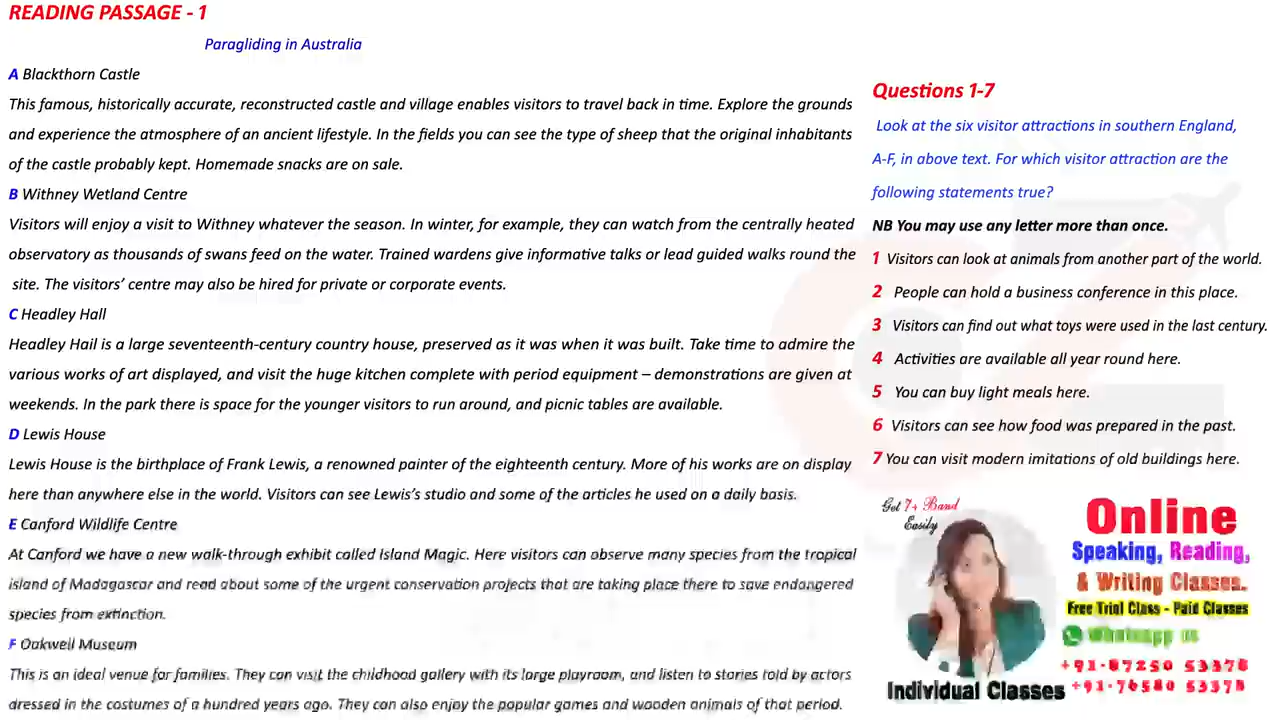 READING PASSAGE - 1
Paragliding in Australia
A Blackthorn Castle
This famous, historically accurate, reconstructed castle and village enables visitors to travel back in time. Explore the grounds
and experience the atmosphere of an ancient lifestyle. In the fields you can see the type of sheep that the original inhabitants
of the castle probably kept. Homemade snacks are on sale.
B Withney Wetland Centre
Visitors will enjoy a visit to Withney whatever the season. In winter, for example, they can watch from the centrally heated
observatory as thousands of swans feed on the water. Trained wardens give informative talks or lead guided walks round the
site. The visitors’ centre may also be hired for private or corporate events.
C Headley Hall
Headley Hail is a large seventeenth-century country house, preserved as it was when it was built. Take time to admire the
various works of art displayed, and visit the huge kitchen complete with period equipment – demonstrations are given at
weekends. In the park there is space for the younger visitors to run around, and picnic tables are available.
D Lewis House
Lewis House is the birthplace of Frank Lewis, a renowned painter of the eighteenth century. More of his works are on display
here than anywhere else in the world. Visitors can see Lewis’s studio and some of the articles he used on a daily basis.
E Canford Wildlife Centre
At Canford we have a new walk-through exhibit called Island Magic. Here visitors can observe many species from the tropical
island of Madagascar and read about some of the urgent conservation projects that are taking place there to save endangered
species from extinction.
F Oakwell Museum
This is an ideal venue for families. They can visit the childhood gallery with its large playroom, and listen to stories told by actors
dressed in the costumes of a hundred years ago. They can also enjoy the popular games and wooden animals of that period.
Questions 1-7
Look at the six visitor attractions in southern England,
A-F, in above text. For which visitor attraction are the
following statements true?
NB You may use any letter more than once.
1 Visitors can look at animals from another part of the world.
2 People can hold a business conference in this place.
3 Visitors can find out what toys were used in the last century.
4 Activities are available all year round here.
5 You can buy light meals here.
6 Visitors can see how food was prepared in the past.
7 You can visit modern imitations of old buildings here.
Get 7+ Band
Easily
Individual Classes
Online
Speaking, Reading,
& Writing Classes.
Free Trial Class - Paid Classes
Whatsapp us
+91-87250 53378
+91-76580 53378